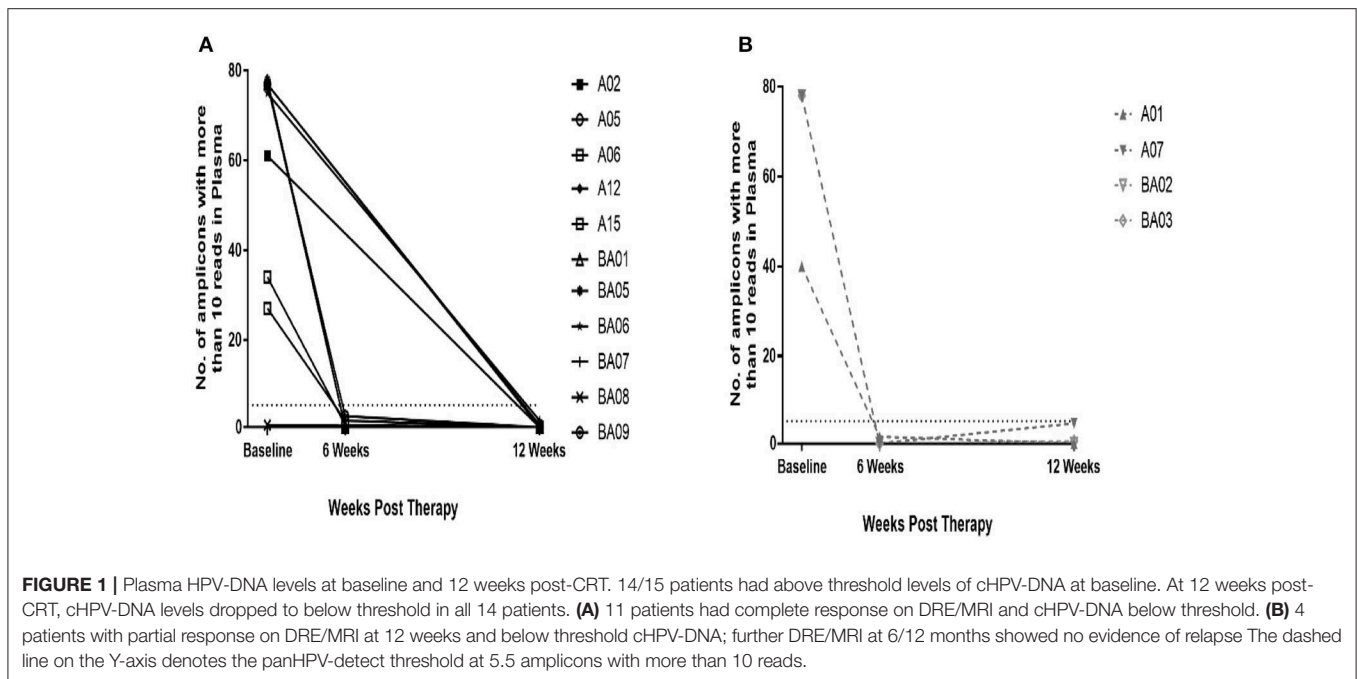 A
No. of amplicons with more
than 10 reads in Plasma
80
60
40
20
0
Baseline
6 Weeks
12 Weeks
Weeks Post Therapy
A02
A05
A06
A12
A15
BA01
BA05
BA06
BA07
BA08
BA09
B
No. of amplicons with more
than 10 reads in Plasma
80
60
40
20
0
Baseline
6 Weeks
12 Weeks
Weeks Post Therapy
A01
A07
BA02
BA03
FIGURE 1 | Plasma HPV-DNA levels at baseline and 12 weeks post-CRT. 14/15 patients had above threshold levels of cHPV-DNA at baseline. At 12 weeks post-
CRT, cHPV-DNA levels dropped to below threshold in all 14 patients. (A) 11 patients had complete response on DRE/MRI and cHPV-DNA below threshold. (B) 4
patients with partial response on DRE/MRI at 12 weeks and below threshold cHPV-DNA; further DRE/MRI at 6/12 months showed no evidence of relapse The dashed
line on the Y-axis denotes the panHPV-detect threshold at 5.5 amplicons with more than 10 reads.